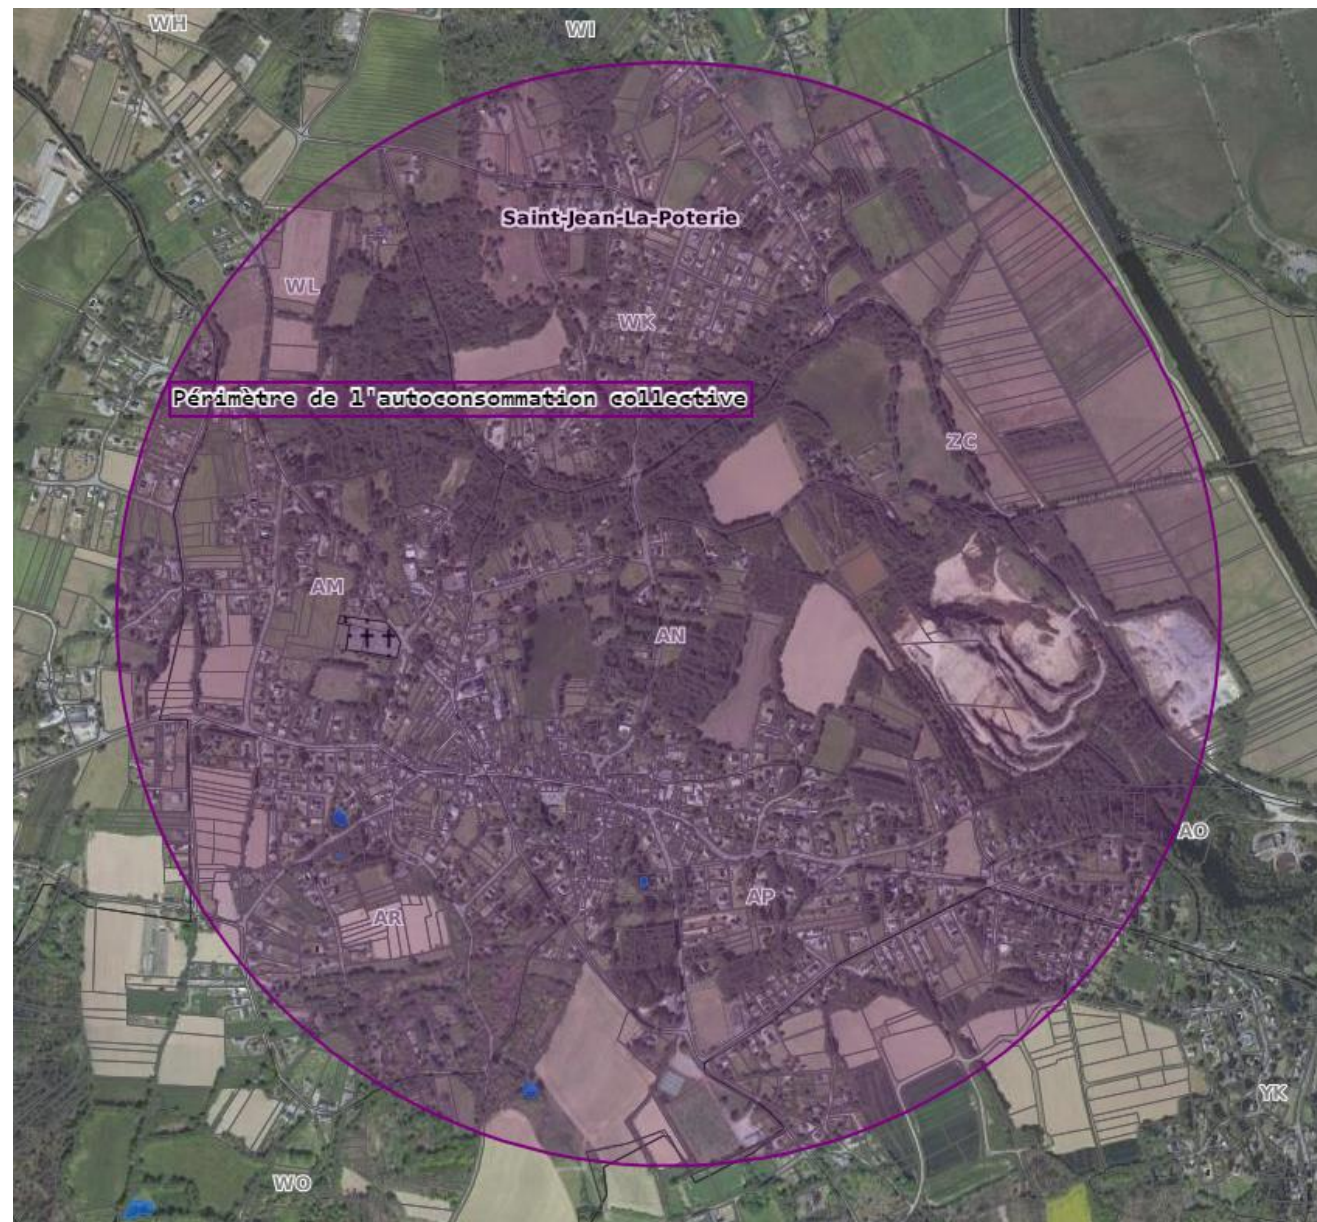 WH
WI
Saint-Jean-La-Poterie
WL
WK
Périmètre de l'autoconsommation collective
ZC
AM
AN
AO
AP
AR
YK
WO